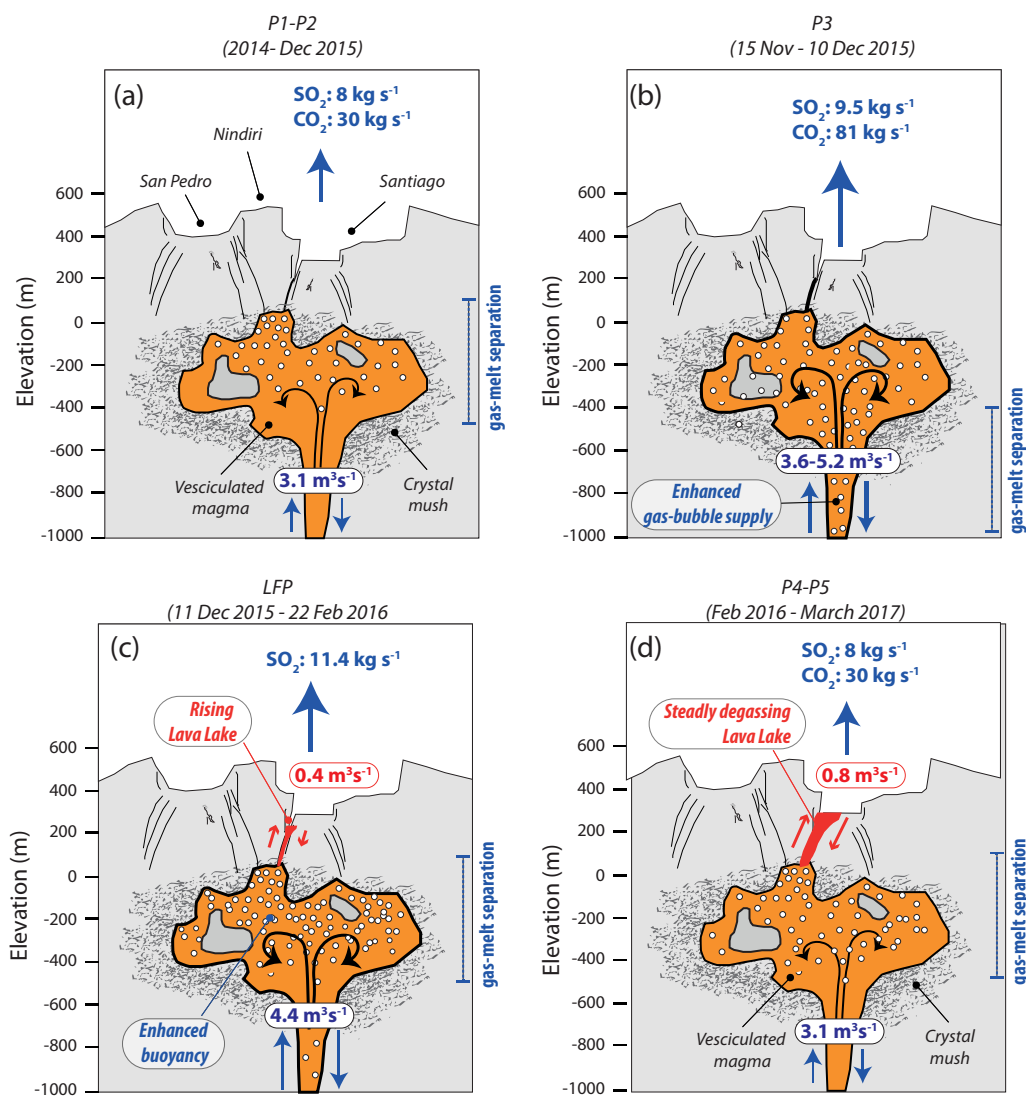 P1-P2
(2014- Dec 2015)
(a)
SO₂: 8 kg s⁻¹
CO₂: 30 kg s⁻¹
Nindiri
San Pedro
Santiago
600
400
200
0
-200
-400
-600
-800
-1000
Elevation (m)
gas-melt separation
3.1 m³s⁻¹
Vesciculated
magma
Crystal
mush
P3
(15 Nov - 10 Dec 2015)
(b)
SO₂: 9.5 kg s⁻¹
CO₂: 81 kg s⁻¹
600
400
200
0
-200
-400
-600
-800
-1000
Elevation (m)
3.6-5.2 m³s⁻¹
Enhanced
gas-bubble supply
gas-melt separation
LFP
(11 Dec 2015 - 22 Feb 2016
(c)
SO₂: 11.4 kg s⁻¹
Rising
Lava Lake
0.4 m³s⁻¹
600
400
200
0
-200
-400
-600
-800
-1000
Elevation (m)
gas-melt separation
4.4 m³s⁻¹
Enhanced
buoyancy
P4-P5
(Feb 2016 - March 2017)
(d)
SO₂: 8 kg s⁻¹
CO₂: 30 kg s⁻¹
Steadly degassing
Lava Lake
0.8 m³s⁻¹
600
400
200
0
-200
-400
-600
-800
-1000
Elevation (m)
gas-melt separation
Vesciculated
magma
3.1 m³s⁻¹
Crystal
mush